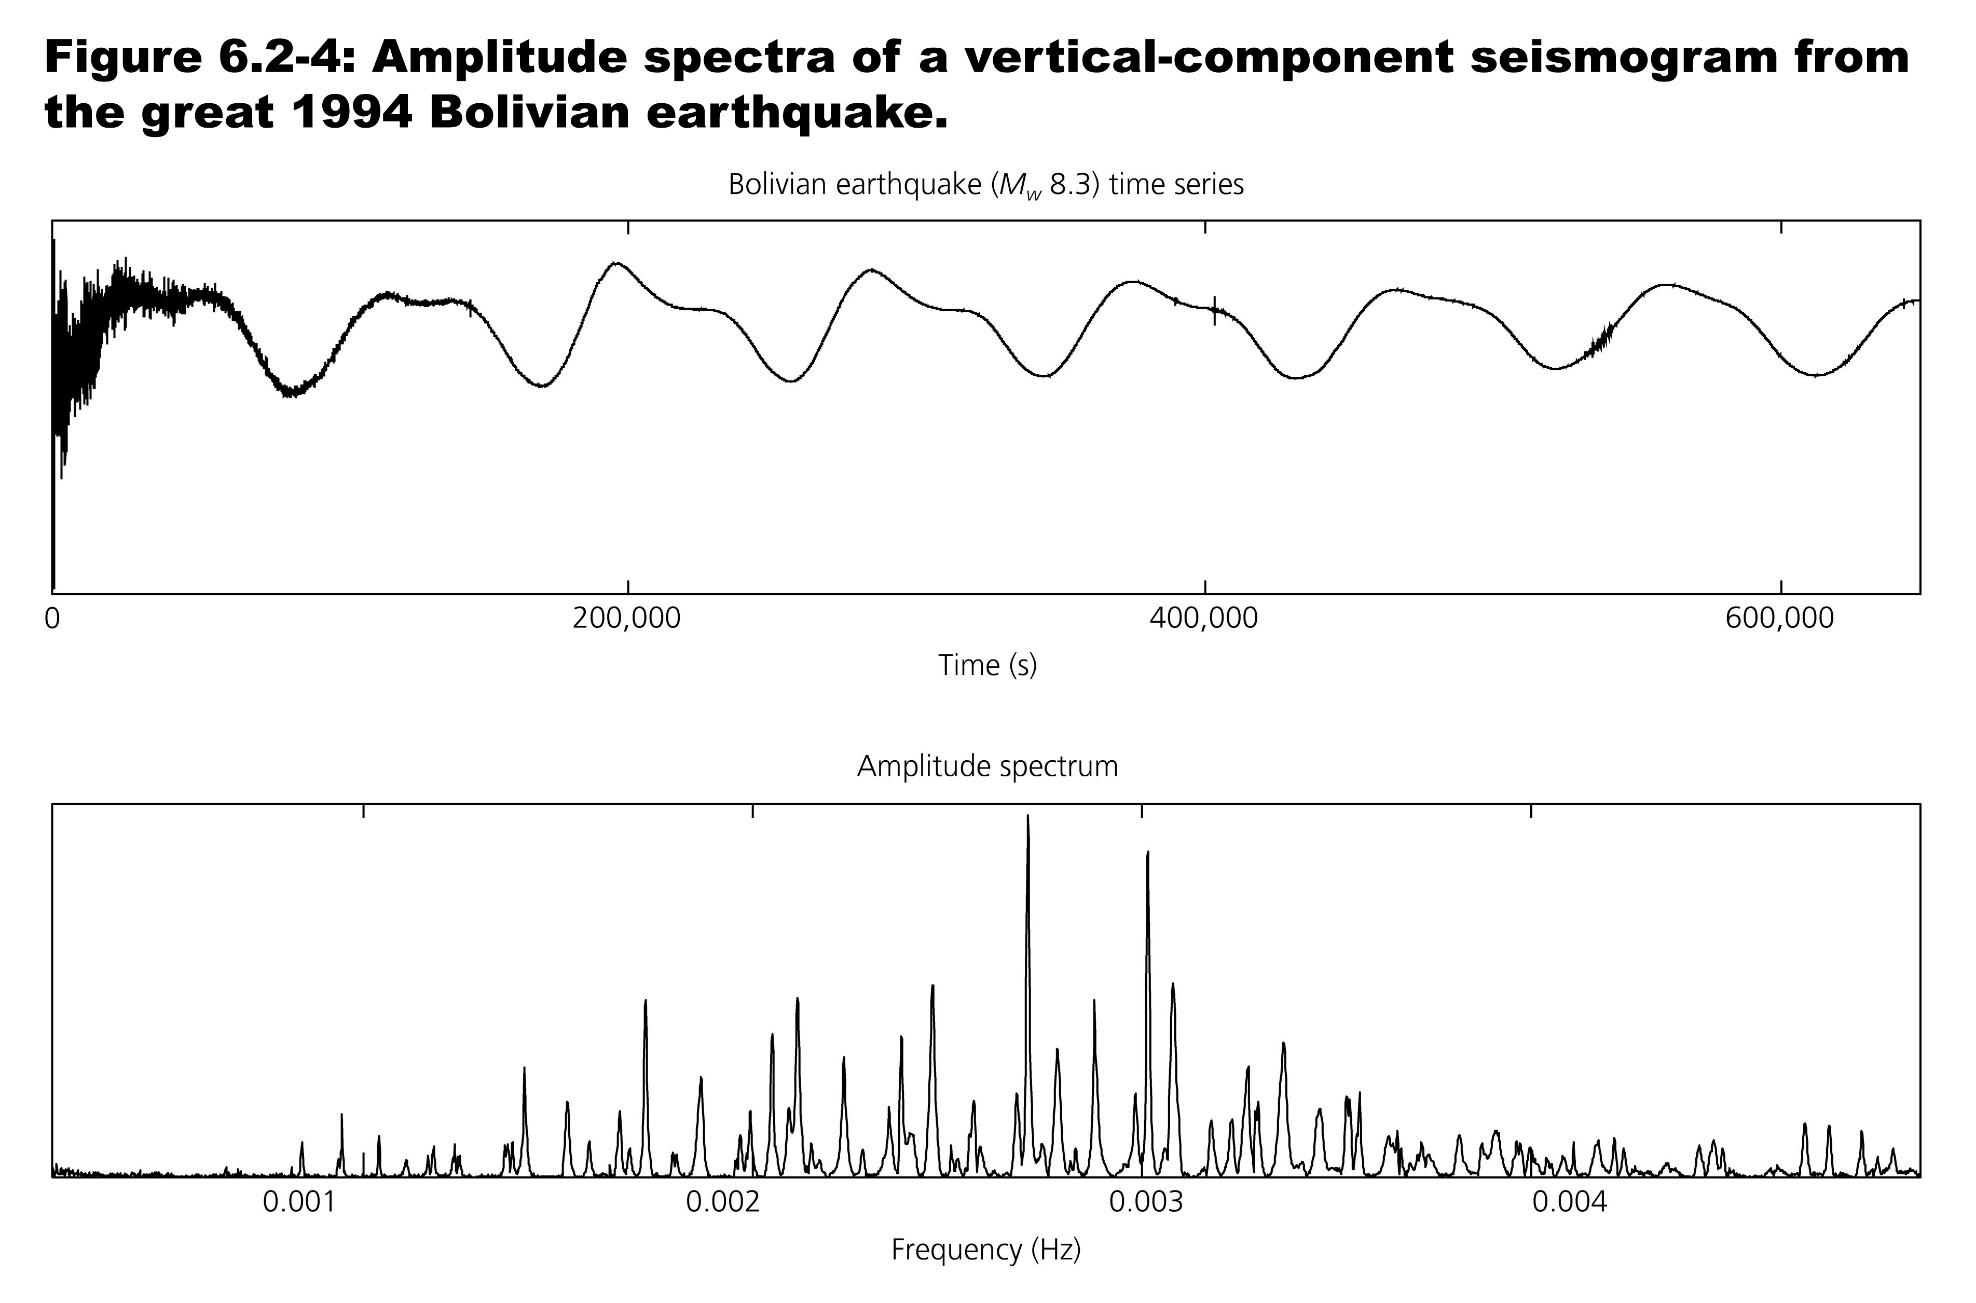 Figure 6.2-4: Amplitude spectra of a vertical-component seismogram from
the great 1994 Bolivian earthquake.
Bolivian earthquake (Mw 8.3) time series
0 200,000 400,000 600,000
Time (s)
Amplitude spectrum
0.001 0.002 0.003 0.004
Frequency (Hz)